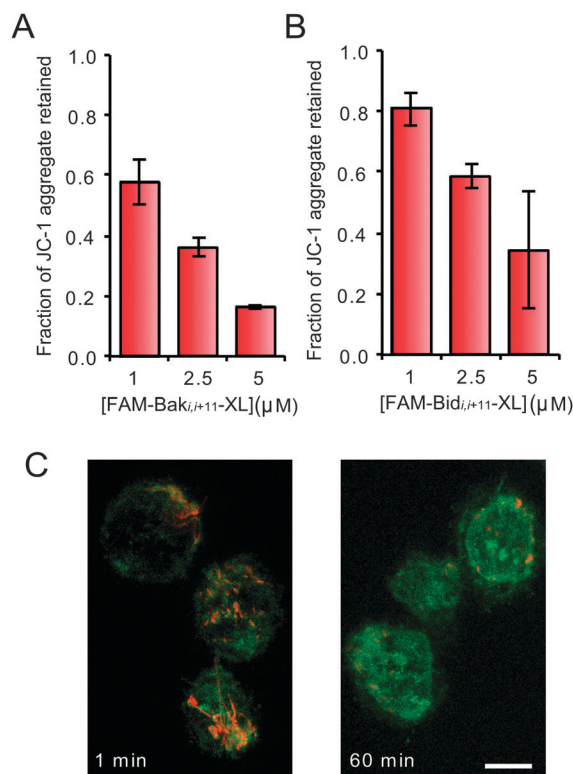 A
Fraction of JC-1 aggregate retained
1.0
0.8
0.6
0.4
0.2
0.0
1 2.5 5
[FAM-Baki,i+11-XL](μM)
B
Fraction of JC-1 aggregate retained
1.0
0.8
0.6
0.4
0.2
0.0
1 2.5 5
[FAM-Bidi,i+11-XL](μM)
C
1 min
60 min